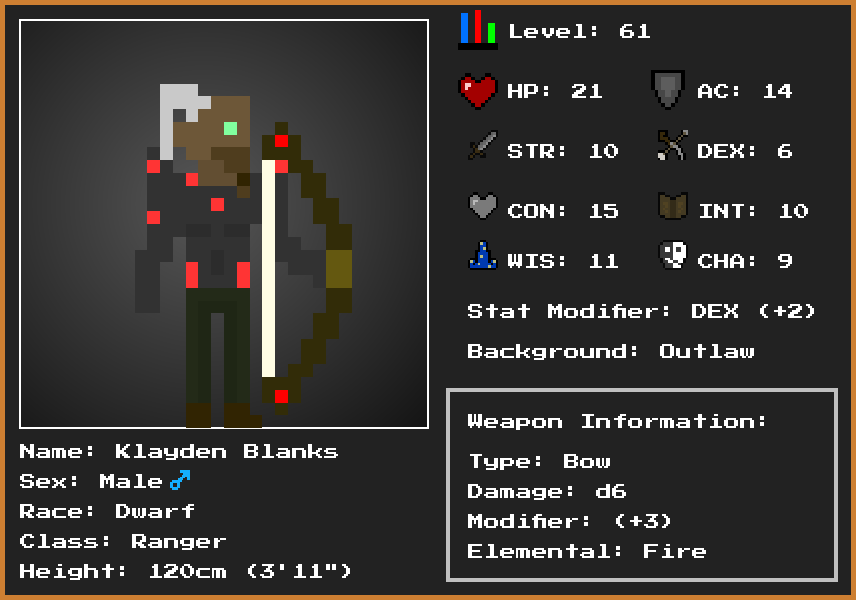 Level: 61
HP: 21
AC: 14
STR: 10
DEX: 6
CON: 15
INT: 10
WIS: 11
CHA: 9
Stat Modifier: DEX (+2)
Background: Outlaw
Weapon Information:
Type: Bow
Damage: d6
Modifier: (+3)
Elemental: Fire
Name: Klayden Blanks
Sex: Male ♂
Race: Dwarf
Class: Ranger
Height: 120cm (3'11")